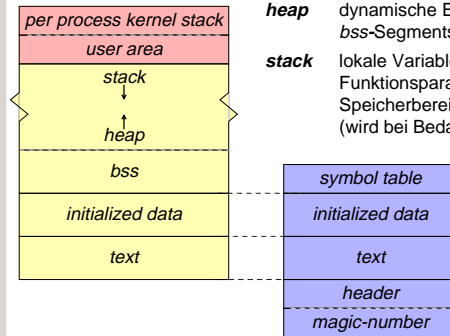 per process kernel stack
user area
stack
heap
bss
initialized data
text
heap dynamische
bss-Segments
stack lokale
Funktionspara
Speicherberei
(wird bei Beda
symbol table
initialized data
text
header
magic-number